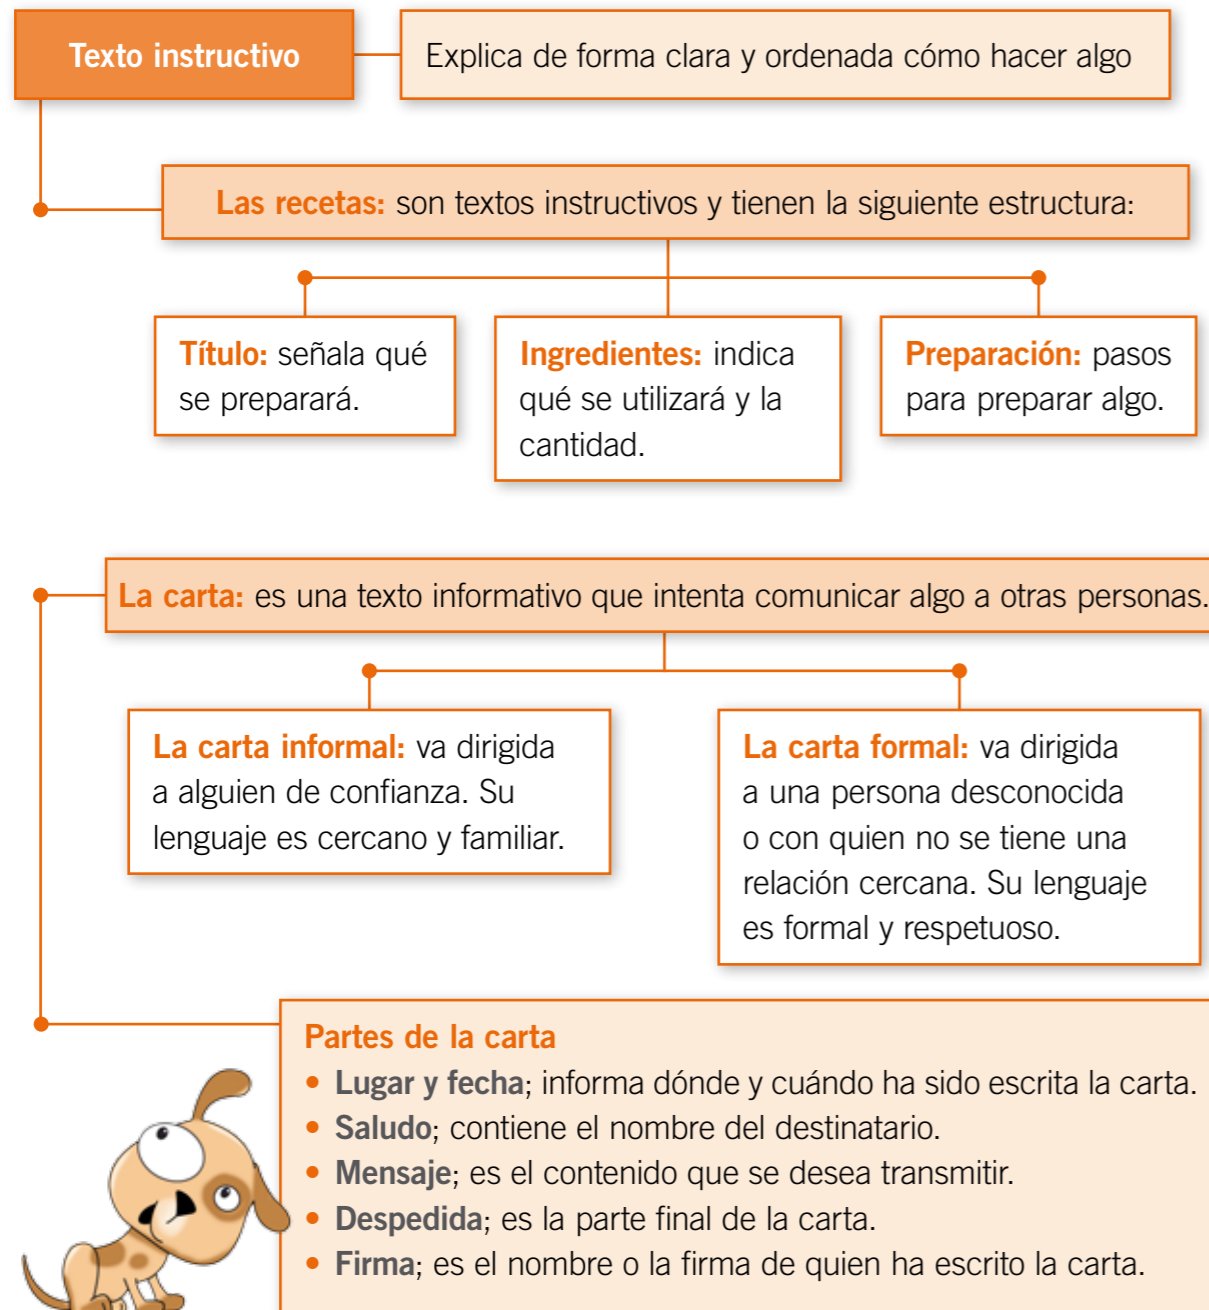 Texto instructivo
Explica de forma clara y ordenada cómo hacer algo
Las recetas: son textos instructivos y tienen la siguiente estructura:
Título: señala qué
se preparará.
Ingredientes: indica
qué se utilizará y la
cantidad.
Preparación: pasos
para preparar algo.
La carta: es una texto informativo que intenta comunicar algo a otras personas.
La carta informal: va dirigida
a alguien de confianza. Su
lenguaje es cercano y familiar.
La carta formal: va dirigida
a una persona desconocida
o con quien no se tiene una
relación cercana. Su lenguaje
es formal y respetuoso.
Partes de la carta
• Lugar y fecha; informa dónde y cuándo ha sido escrita la carta.
• Saludo; contiene el nombre del destinatario.
• Mensaje; es el contenido que se desea transmitir.
• Despedida; es la parte final de la carta.
• Firma; es el nombre o la firma de quien ha escrito la carta.